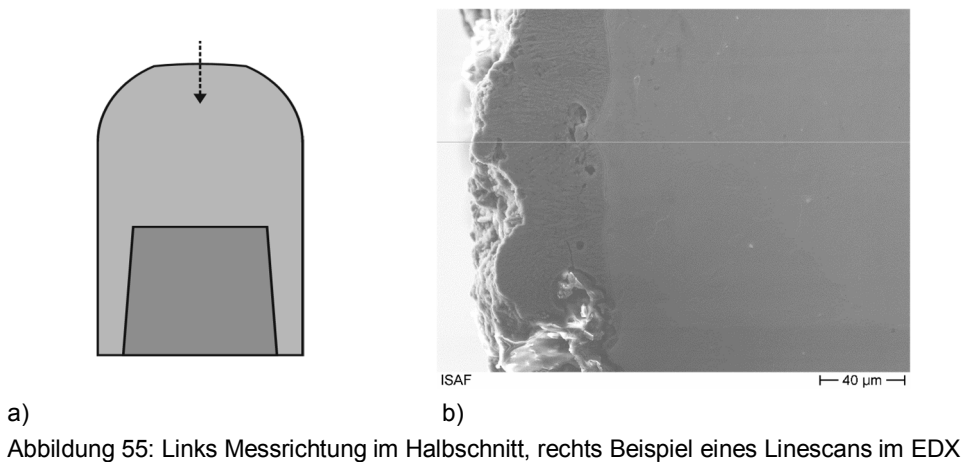 ISAF
40 µm
a)
b)
Abbildung 55: Links Messrichtung im Halbschnitt, rechts Beispiel eines Linescans im EDX